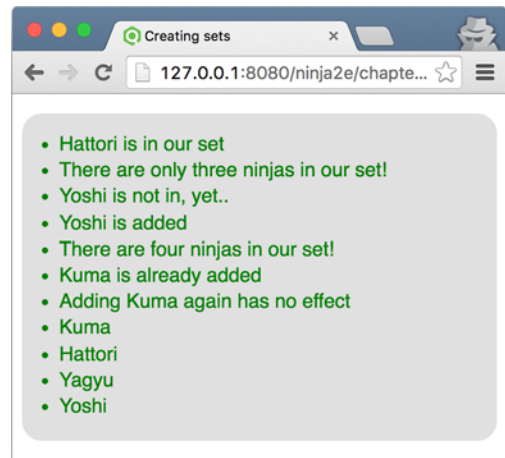 Creating sets
127.0.0.1:8080/ninja2e/chapte...
Hattori is in our set
There are only three ninjas in our set!
Yoshi is not in, yet..
Yoshi is added
There are four ninjas in our set!
Kuma is already added
Adding Kuma again has no effect
Kuma
Hattori
Yagyu
Yoshi